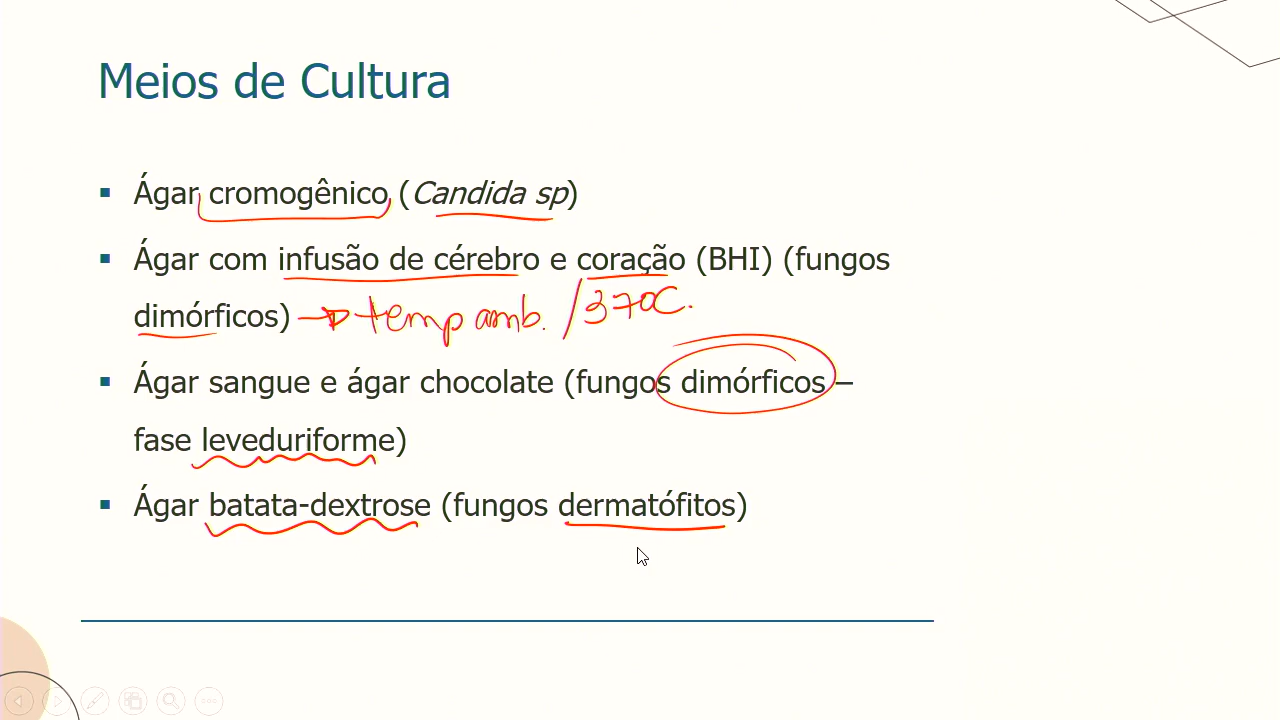 Meios de Cultura
Ágar cromogênico (Candida sp)
Ágar com infusão de cérebro e coração (BHI) (fungos
dimórficos) → temp amb. / 37ºC.
Ágar sangue e ágar chocolate (fungos dimórficos –
fase leveduriforme)
Ágar batata-dextrose (fungos dermatófitos)